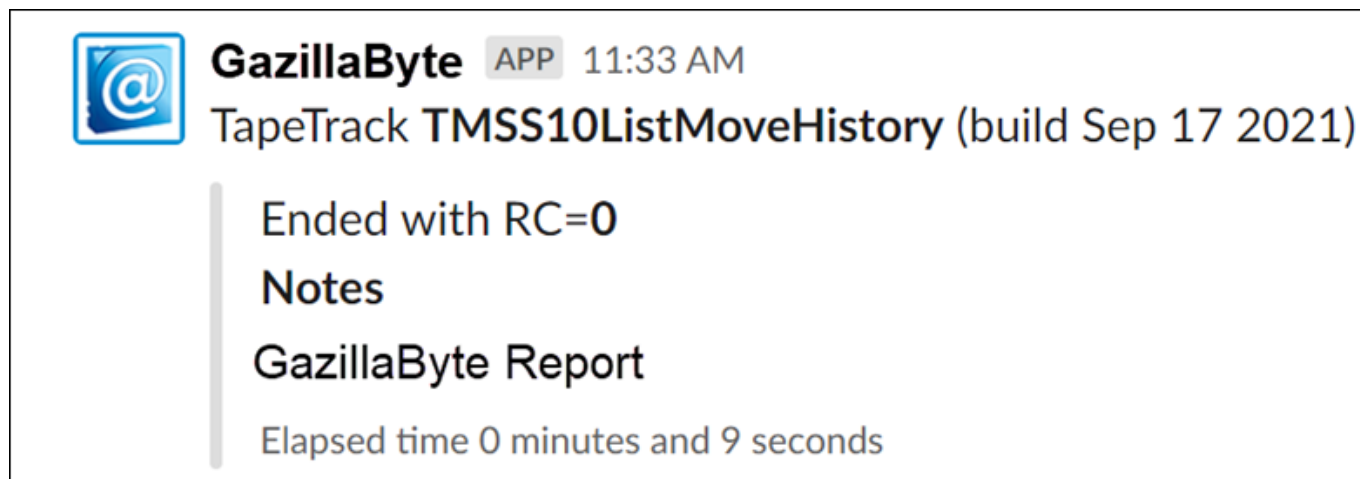 GazillaByte APP 11:33 AM
TapeTrack TMSS10ListMoveHistory (build Sep 17 2021)
Ended with RC=0
Notes
GazillaByte Report
Elapsed time 0 minutes and 9 seconds